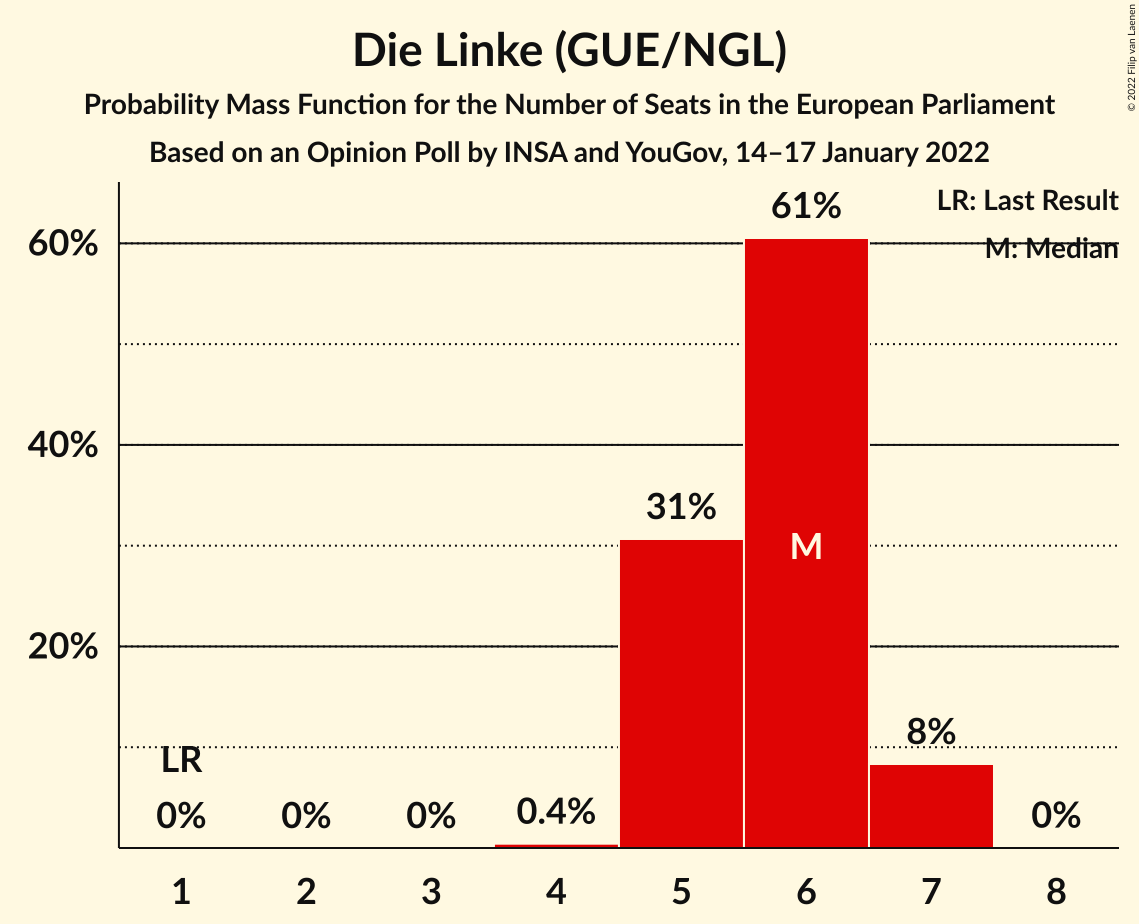 Die Linke (GUE/NGL)
Probability Mass Function for the Number of Seats in the European Parliament
Based on an Opinion Poll by INSA and YouGov, 14–17 January 2022
© 2022 Filip van Laenen
LR: Last Result
M: Median
60%
40%
20%
61%
31%
M
8%
LR
0%
0%
0%
0.4%
0%
1 2 3 4 5 6 7 8